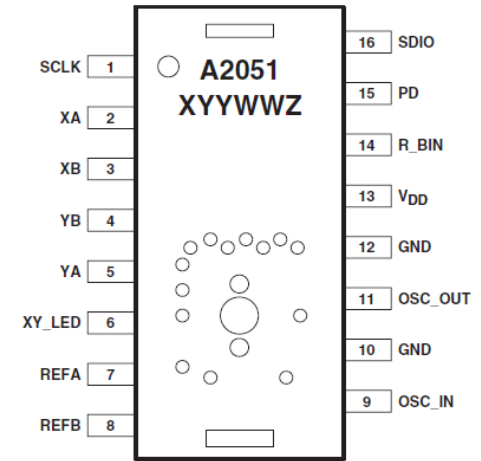 A2051
XYYWWZ
SCLK 1
XA 2
XB 3
YB 4
YA 5
XY_LED 6
REFA 7
REFB 8
16 SDIO
15 PD
14 R_BIN
13 VDD
12 GND
11 OSC_OUT
10 GND
9 OSC_IN